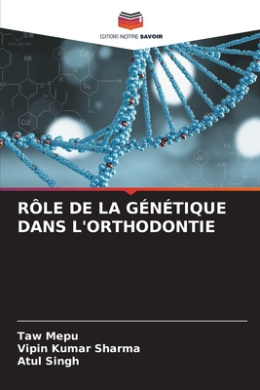 EDITIONS NOTRE SAVOIR
RÔLE DE LA GÉNÉTIQUE
DANS L'ORTHODONTIE
Taw Mepu
Vipin Kumar Sharma
Atul Singh